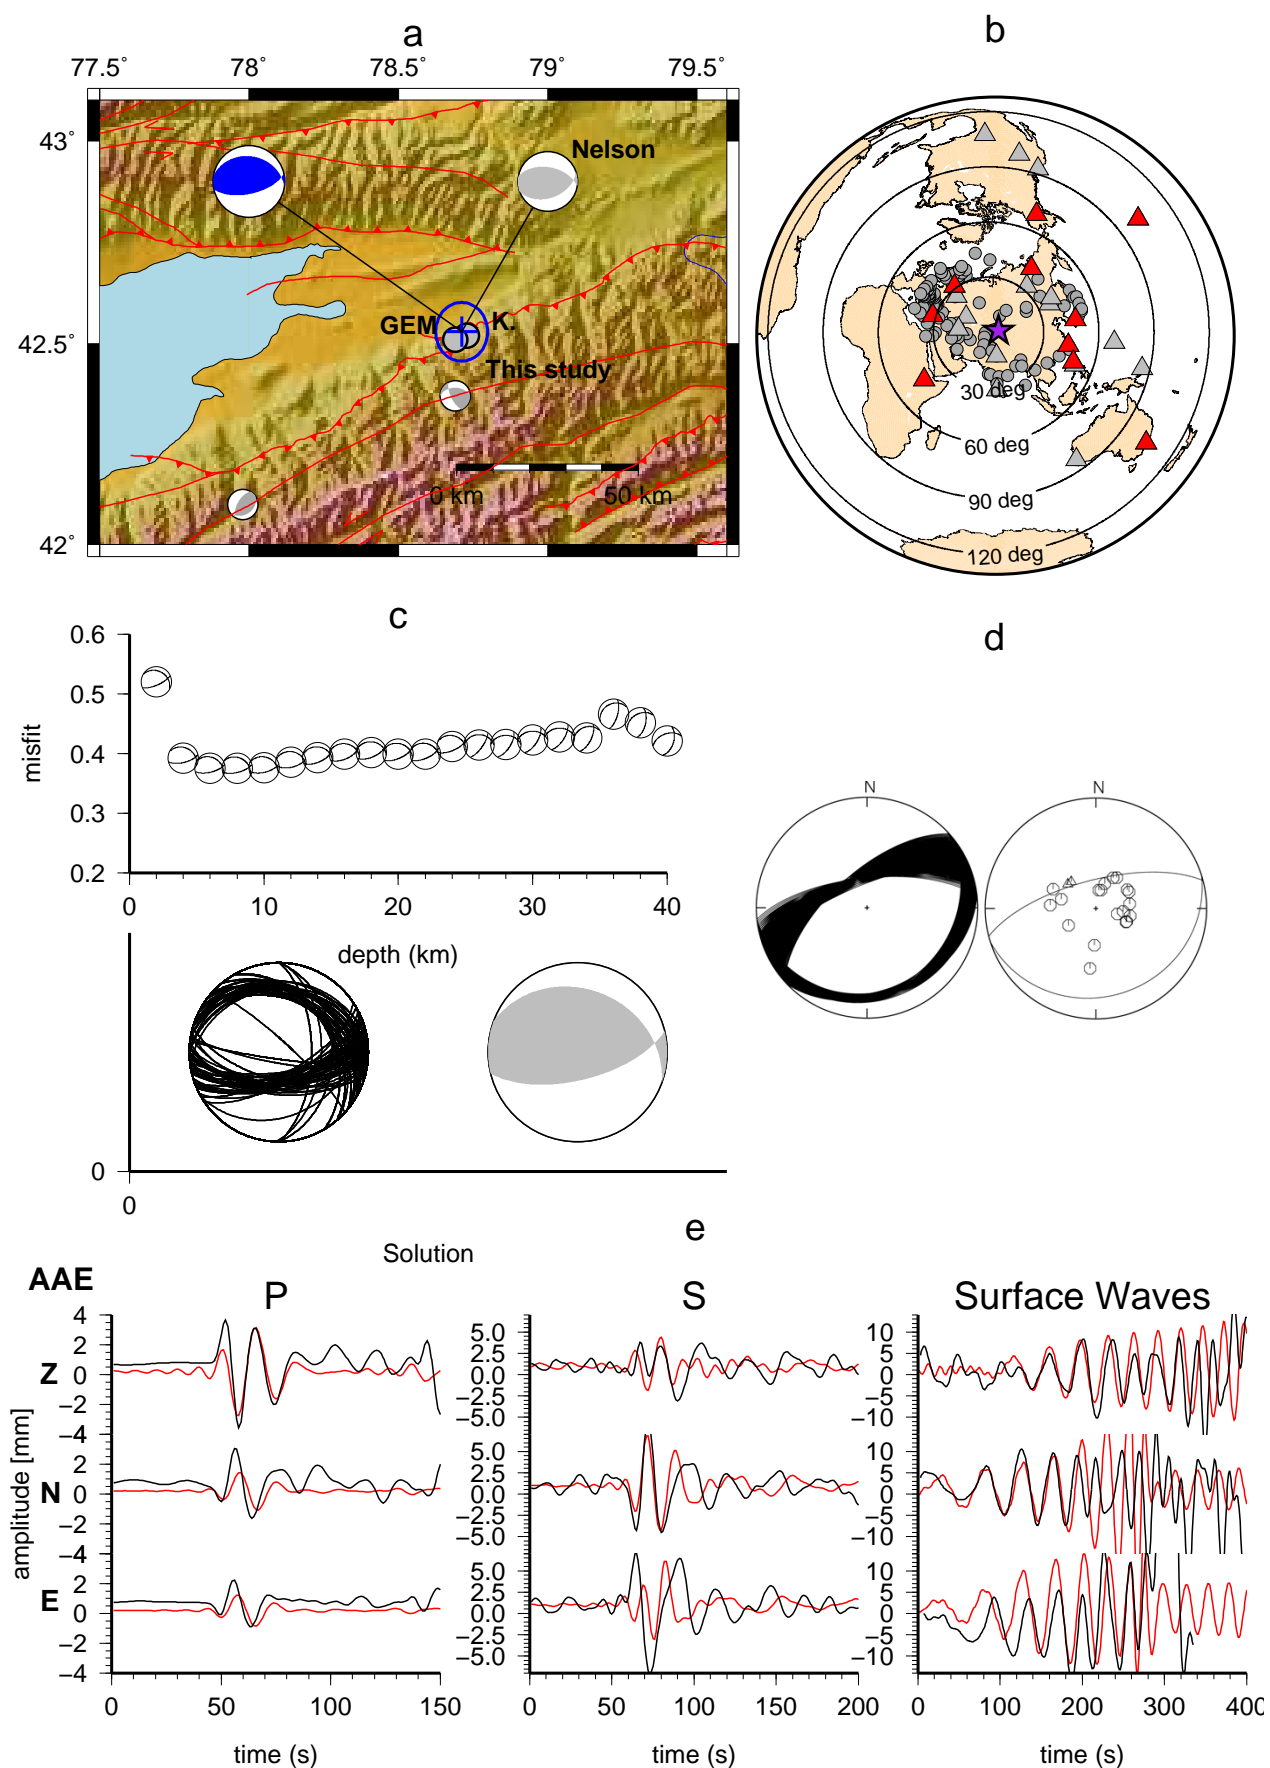 a
77.5° 78° 78.5° 79° 79.5°
43°
42.5°
42°
Nelson
GEM
K.
This study
0 km 50 km
b
30 deg
60 deg
90 deg
120 deg
c
0.6
0.5
0.4
0.3
0.2
misfit
0 10 20 30 40
depth (km)
0
0
d
N N
e
Solution
AAE
P S Surface Waves
Z
N
E
amplitude [mm]
4
2
0
−2
−4
2
0
−2
−4
2
0
−2
−4
5.0
2.5
0.0
−2.5
−5.0
5.0
2.5
0.0
−2.5
−5.0
5.0
2.5
0.0
−2.5
−5.0
10
5
0
−5
−10
10
5
0
−5
−10
10
5
0
−5
−10
0 50 100 150
0 50 100 150 200
0 100 200 300 400
time (s) time (s) time (s)